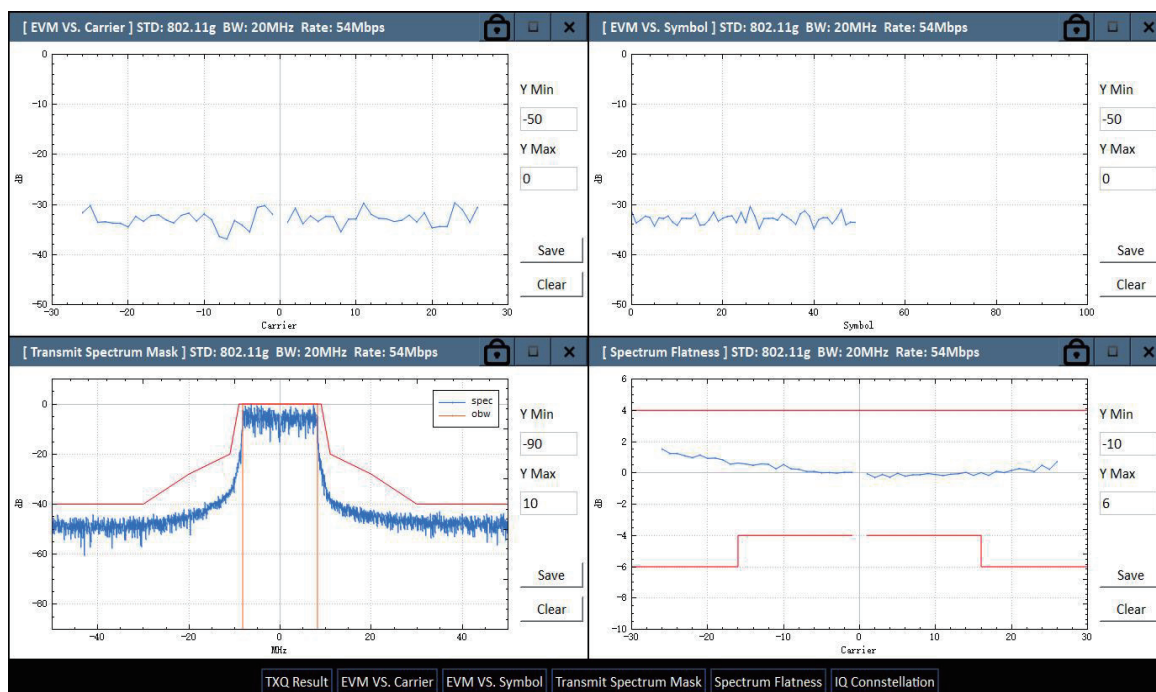 [ EVM VS. Carrier ] STD: 802.11g BW: 20MHz Rate: 54Mbps
0
-10
-20
-30
-40
-50
dB
-30 -20 -10 0 10 20 30
Carrier
Y Min
-50
Y Max
0
Save
Clear
[ EVM VS. Symbol ] STD: 802.11g BW: 20MHz Rate: 54Mbps
0
-10
-20
-30
-40
-50
dB
0 20 40 60 80 100
Symbol
Y Min
-50
Y Max
0
Save
Clear
[ Transmit Spectrum Mask ] STD: 802.11g BW: 20MHz Rate: 54Mbps
0
-20
-40
-60
-80
dB
spec
obw
-40 -20 0 20 40
MHz
Y Min
-90
Y Max
10
Save
Clear
[ Spectrum Flatness ] STD: 802.11g BW: 20MHz Rate: 54Mbps
6
4
2
0
-2
-4
-6
-8
-10
dB
-30 -20 -10 0 10 20 30
Carrier
Y Min
-10
Y Max
6
Save
Clear
TXQ Result EVM VS. Carrier EVM VS. Symbol Transmit Spectrum Mask Spectrum Flatness IQ Connstellation